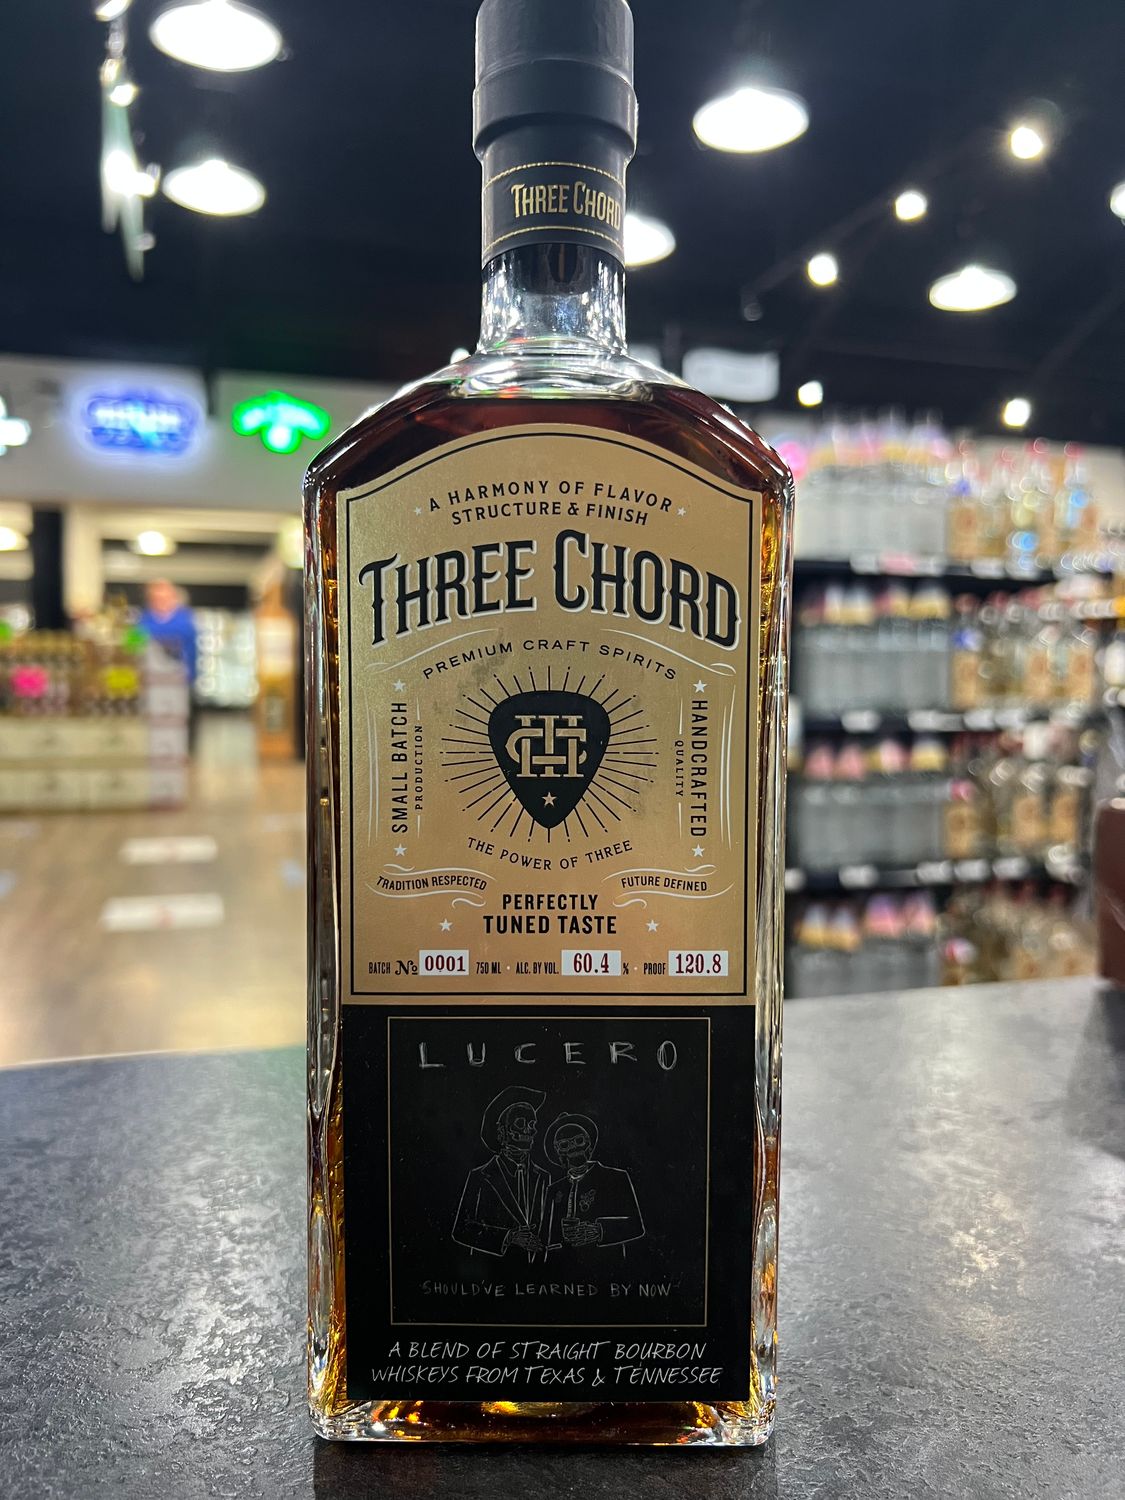 THREE CHORD
A HARMONY OF FLAVOR
STRUCTURE & FINISH
THREE CHORD
PREMIUM CRAFT SPIRITS
SMALL BATCH
PRODUCTION
HANDCRAFTED
QUALITY
THE POWER OF THREE
TRADITION RESPECTED
FUTURE DEFINED
PERFECTLY
TUNED TASTE
BATCH No 0001 750 ML • ALC. BY VOL. 60.4 % • PROOF 120.8
LUCERO
SHOULD'VE LEARNED BY NOW
A BLEND OF STRAIGHT BOURBON
WHISKEYS FROM TEXAS & TENNESSEE